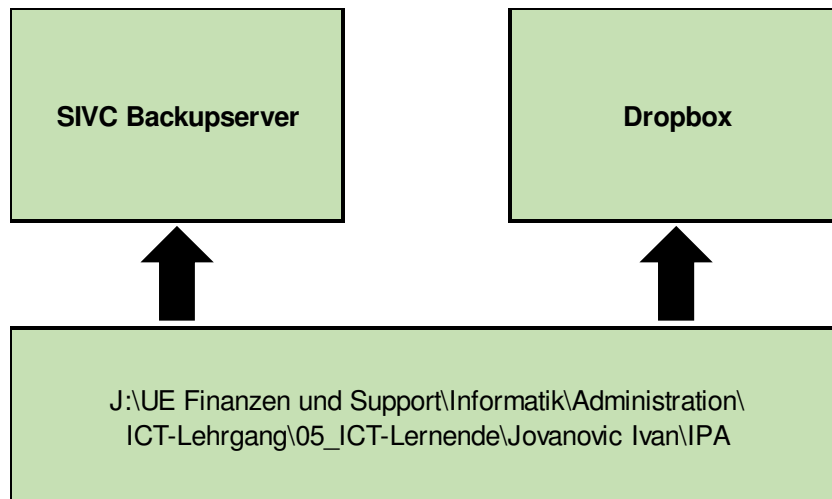 SIVC Backupserver
Dropbox
J:\UE Finanzen und Support\Informatik\Administration\
ICT-Lehrgang\05_ICT-Lernende\Jovanovic Ivan\IPA